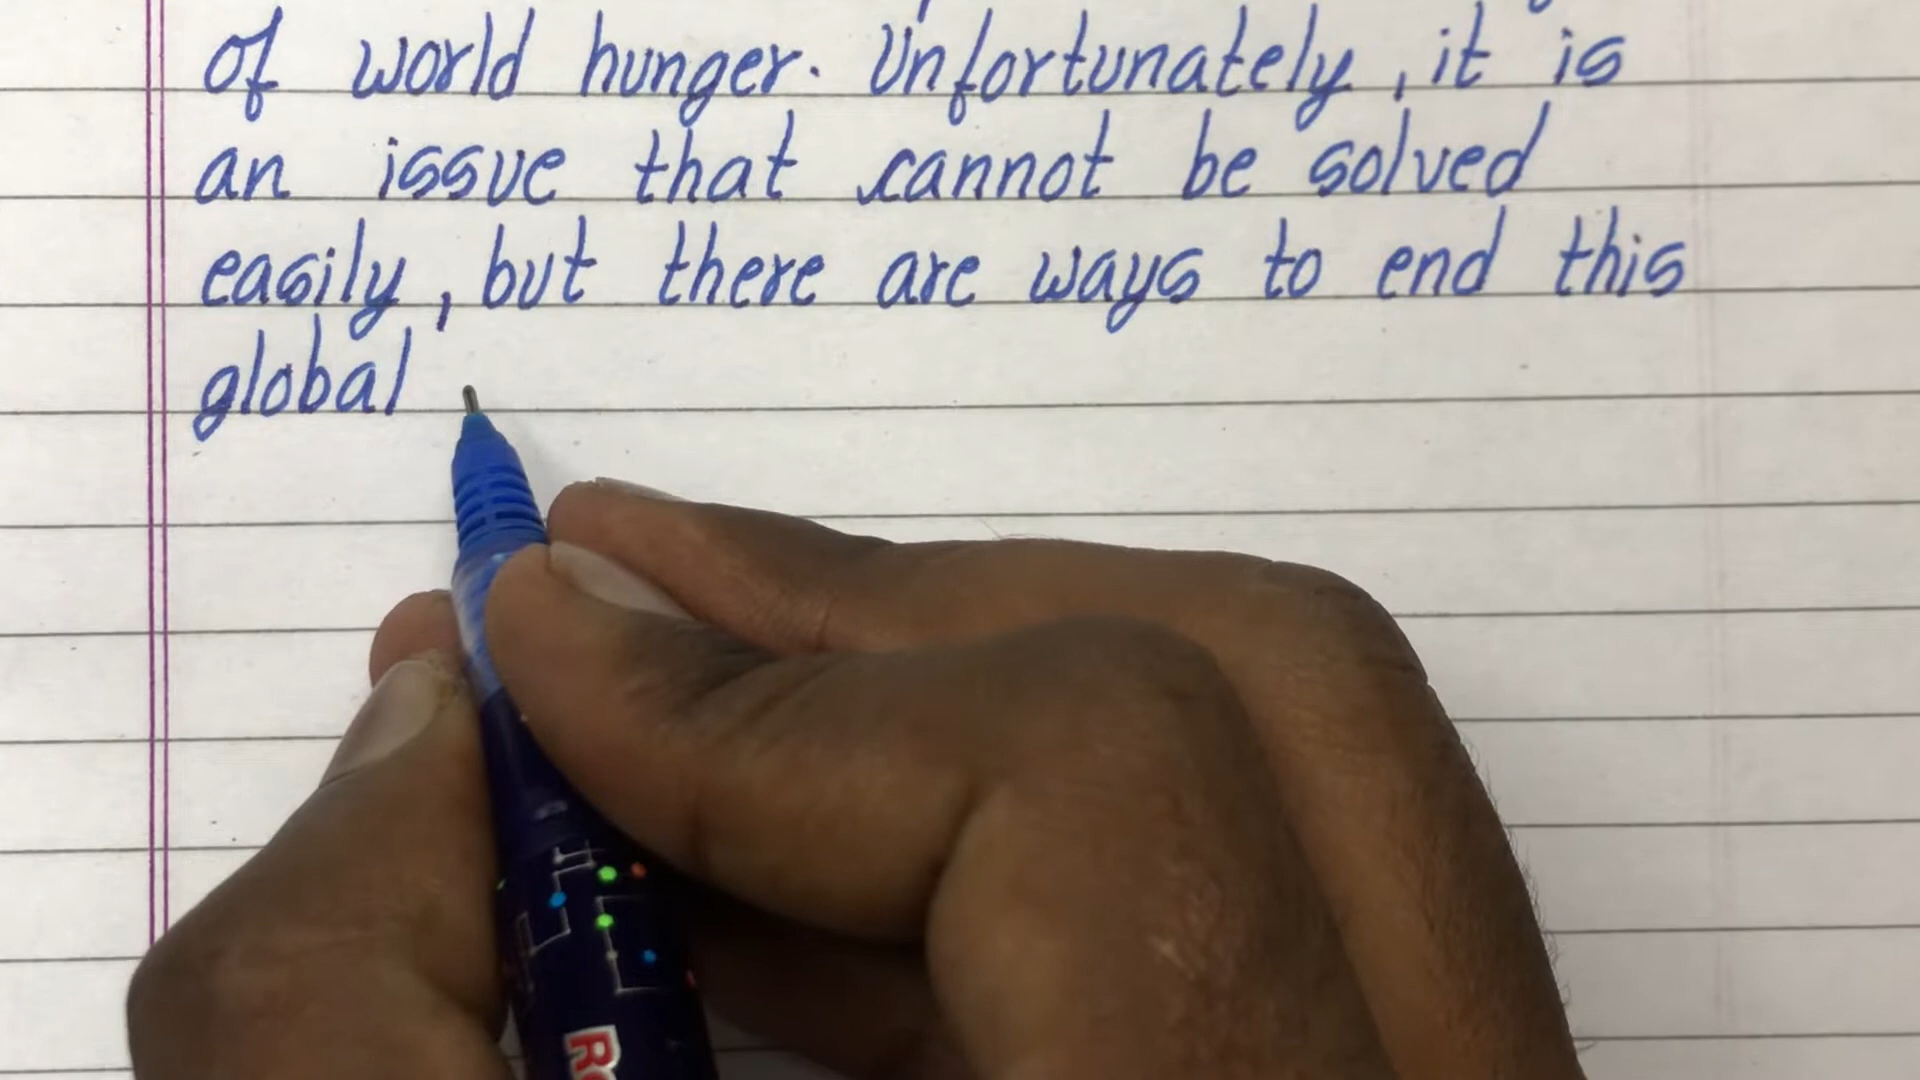 of world hunger. Unfortunately, it is
an issue that cannot be solved
easily, but there are ways to end this
global